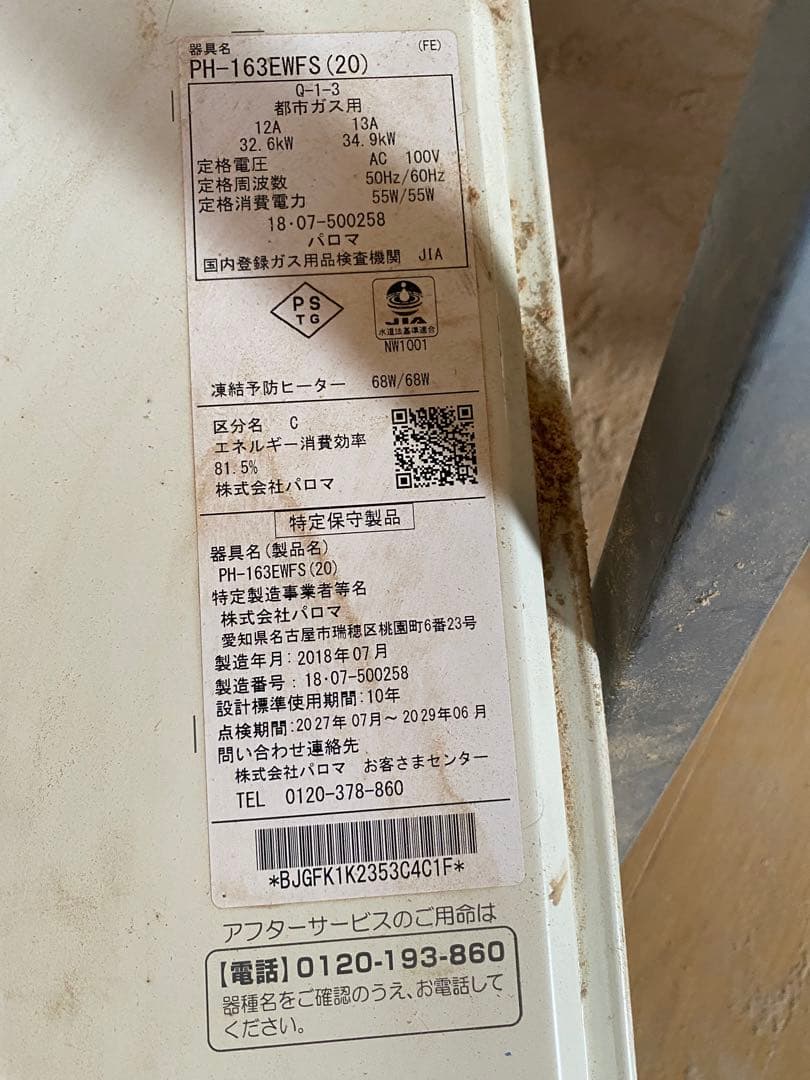 器具名 (FE)
PH-163EWFS(20)
Q-1-3
都市ガス用
12A 13A
32.6kW 34.9kW
定格電圧 AC 100V
定格周波数 50Hz/60Hz
定格消費電力 55W/55W
18・07-500258
パロマ
国内登録ガス用品検査機関 JIA
PS
TG
JIA
水道法基準適合
NW1001
凍結予防ヒーター 68W/68W
区分名 C
エネルギー消費効率
81.5%
株式会社パロマ
特定保守製品
器具名(製品名)
PH-163EWFS(20)
特定製造事業者等名
株式会社パロマ
愛知県名古屋市瑞穂区桃園町6番23号
製造年月:2018年07月
製造番号:18・07-500258
設計標準使用期間:10年
点検期間:2027年07月～2029年06月
問い合わせ連絡先
株式会社パロマ お客さまセンター
TEL 0120-378-860
*BJGFK1K2353C4C1F*
アフターサービスのご用命は
【電話】0120-193-860
器種名をご確認のうえ、お電話して
ください。